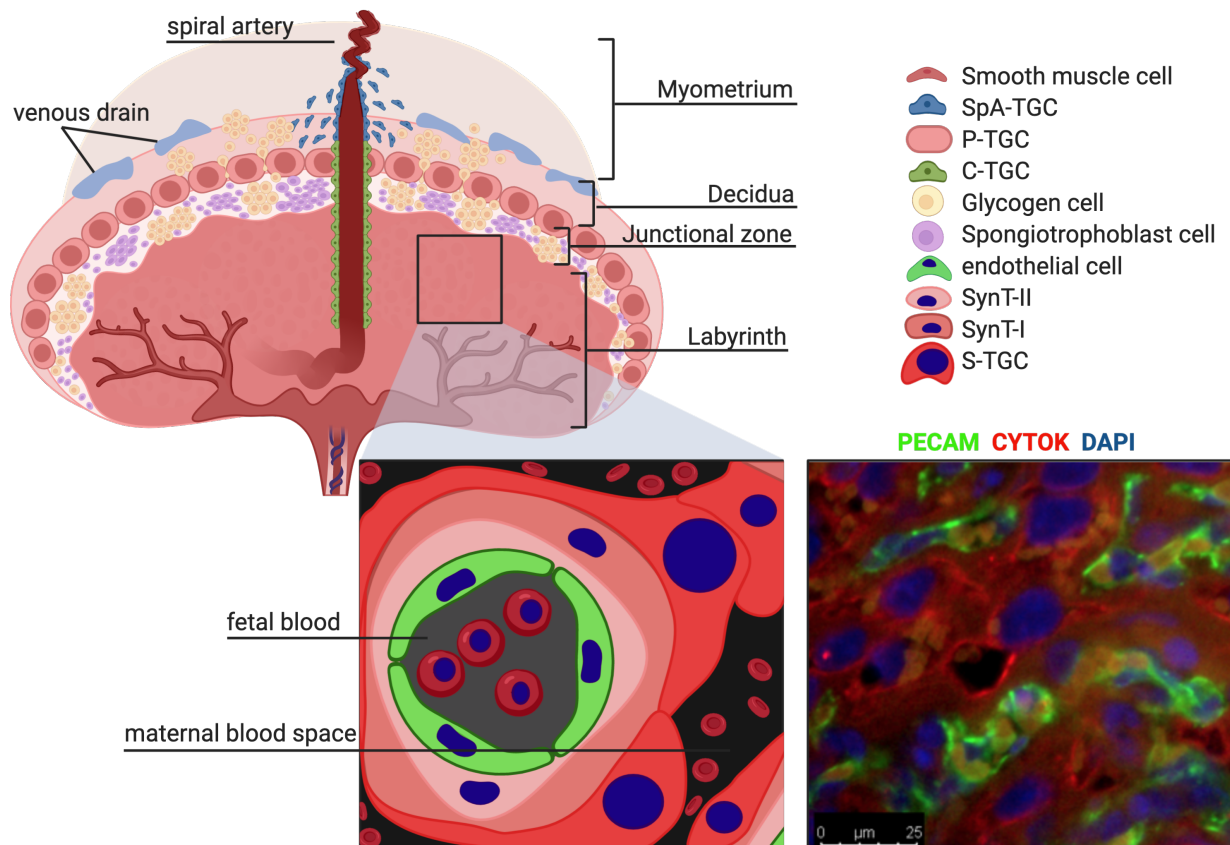 spiral artery
venous drain
Myometrium
Decidua
Junctional zone
Labyrinth
Smooth muscle cell
SpA-TGC
P-TGC
C-TGC
Glycogen cell
Spongiotrophoblast cell
endothelial cell
SynT-II
SynT-I
S-TGC
PECAM CYTOK DAPI
fetal blood
maternal blood space
0 µm 25